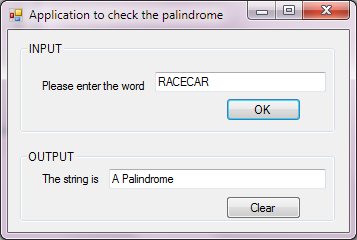 Application to check the palindrome
INPUT
Please enter the word RACECAR
OK
OUTPUT
The string is A Palindrome
Clear